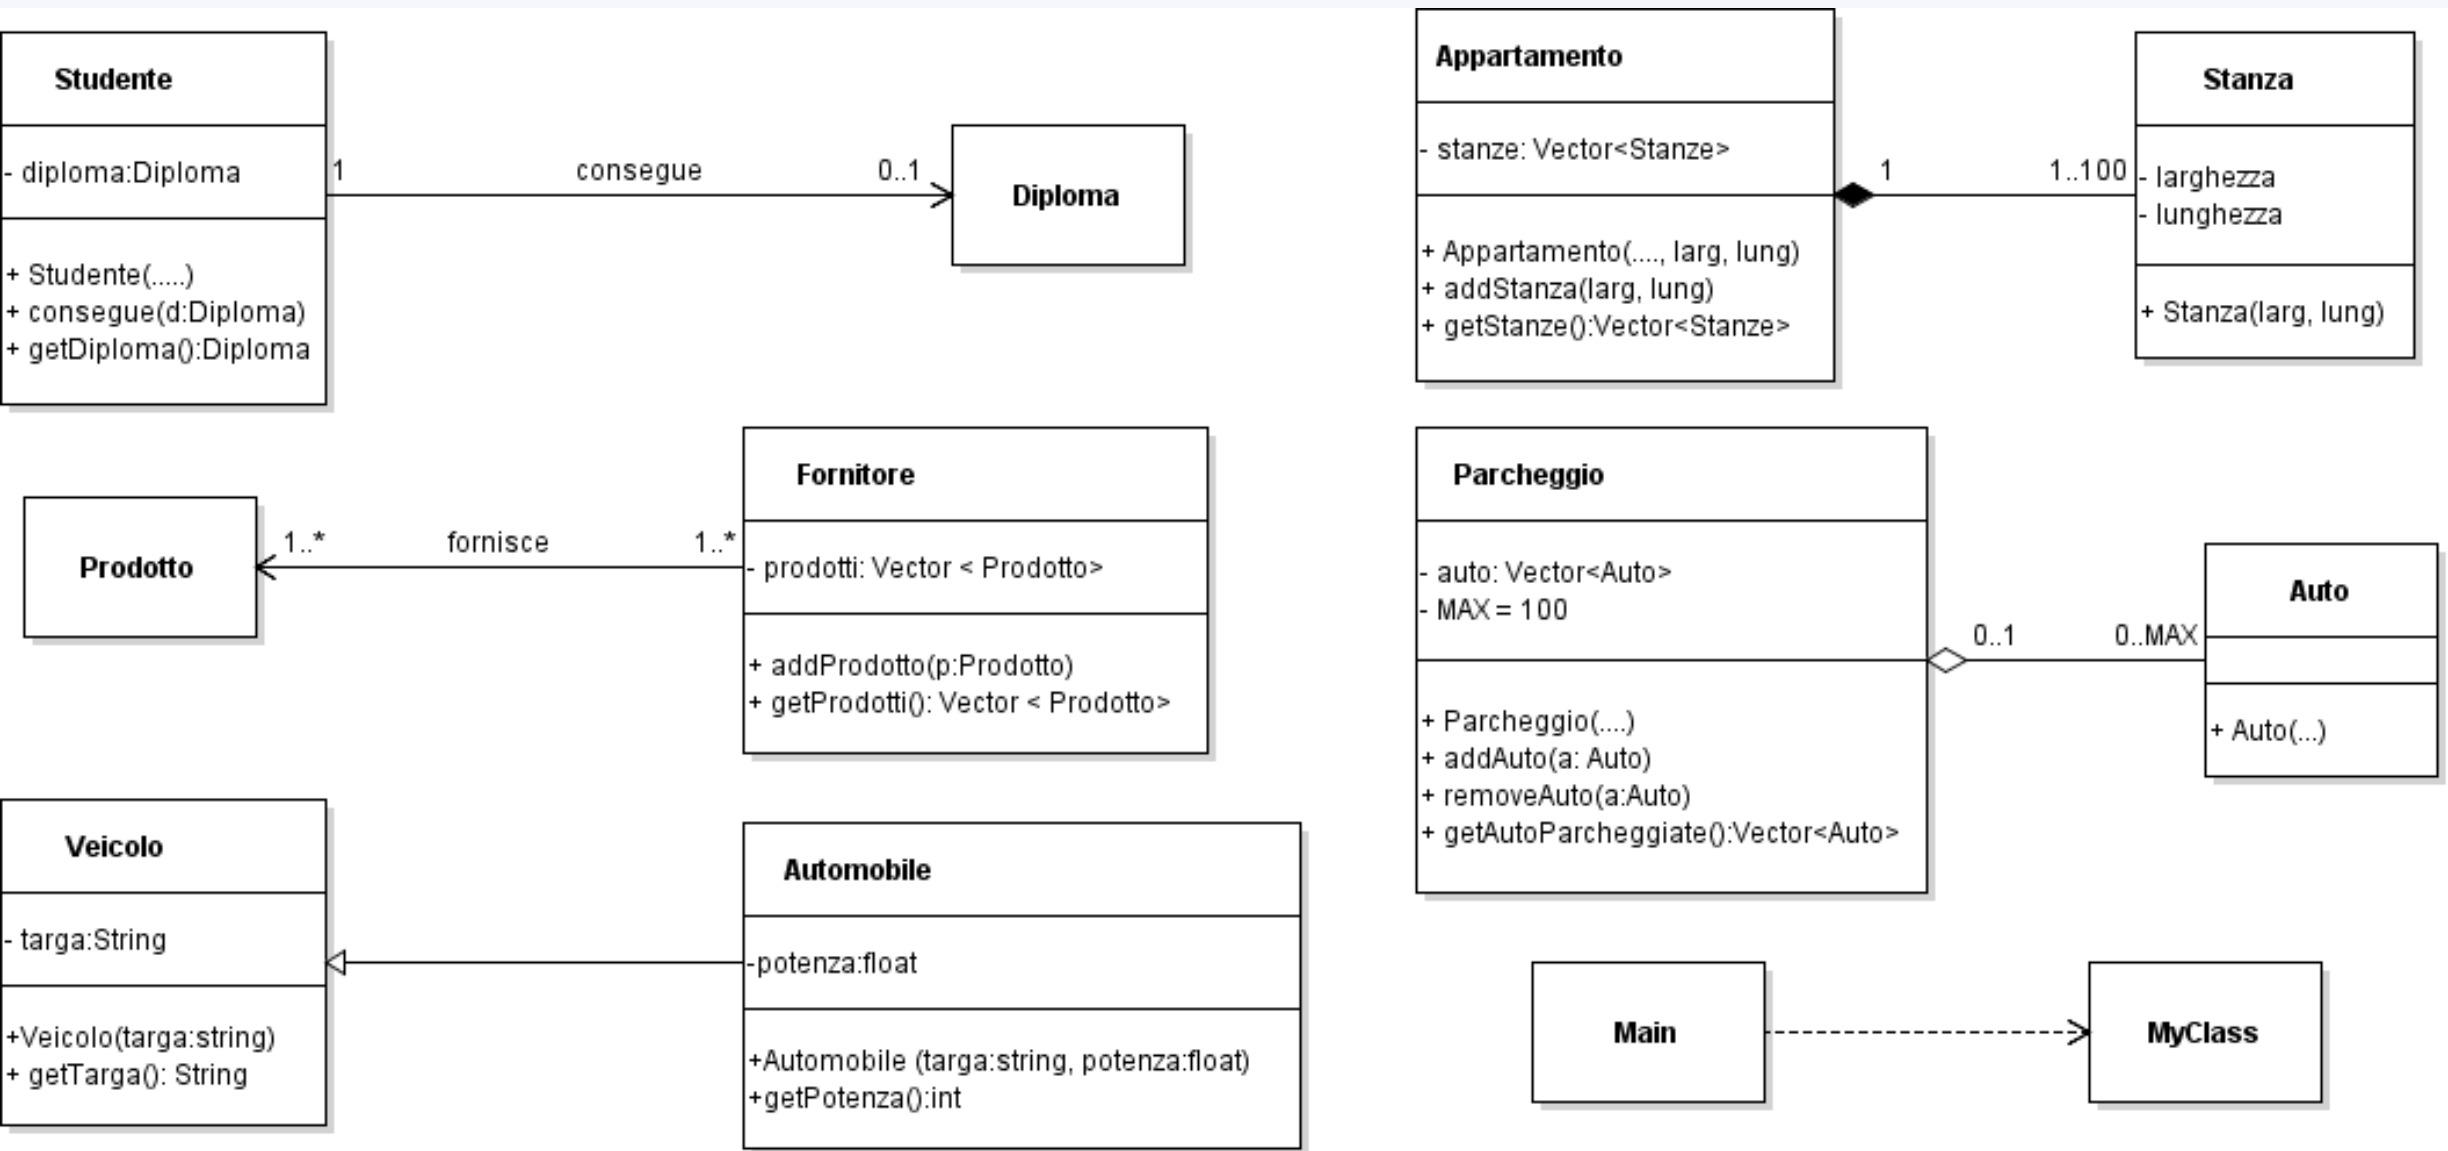 Studente
- diploma:Diploma
+ Studente(.....)
+ consegue(d:Diploma)
+ getDiploma():Diploma
1
consegue
0..1
Diploma
Appartamento
- stanze: Vector<Stanze>
+ Appartamento(...., larg, lung)
+ addStanza(larg, lung)
+ getStanze():Vector<Stanze>
1
1..100
Stanza
- larghezza
- lunghezza
+ Stanza(larg, lung)
Prodotto
1..*
fornisce
1..*
Fornitore
- prodotti: Vector < Prodotto>
+ addProdotto(p:Prodotto)
+ getProdotti(): Vector < Prodotto>
Parcheggio
- auto: Vector<Auto>
- MAX = 100
+ Parcheggio(....)
+ addAuto(a: Auto)
+ removeAuto(a:Auto)
+ getAutoParcheggiate():Vector<Auto>
0..1
0..MAX
Auto
+ Auto(...)
Veicolo
- targa:String
+Veicolo(targa:string)
+ getTarga(): String
Automobile
-potenza:float
+Automobile (targa:string, potenza:float)
+getPotenza():int
Main
MyClass